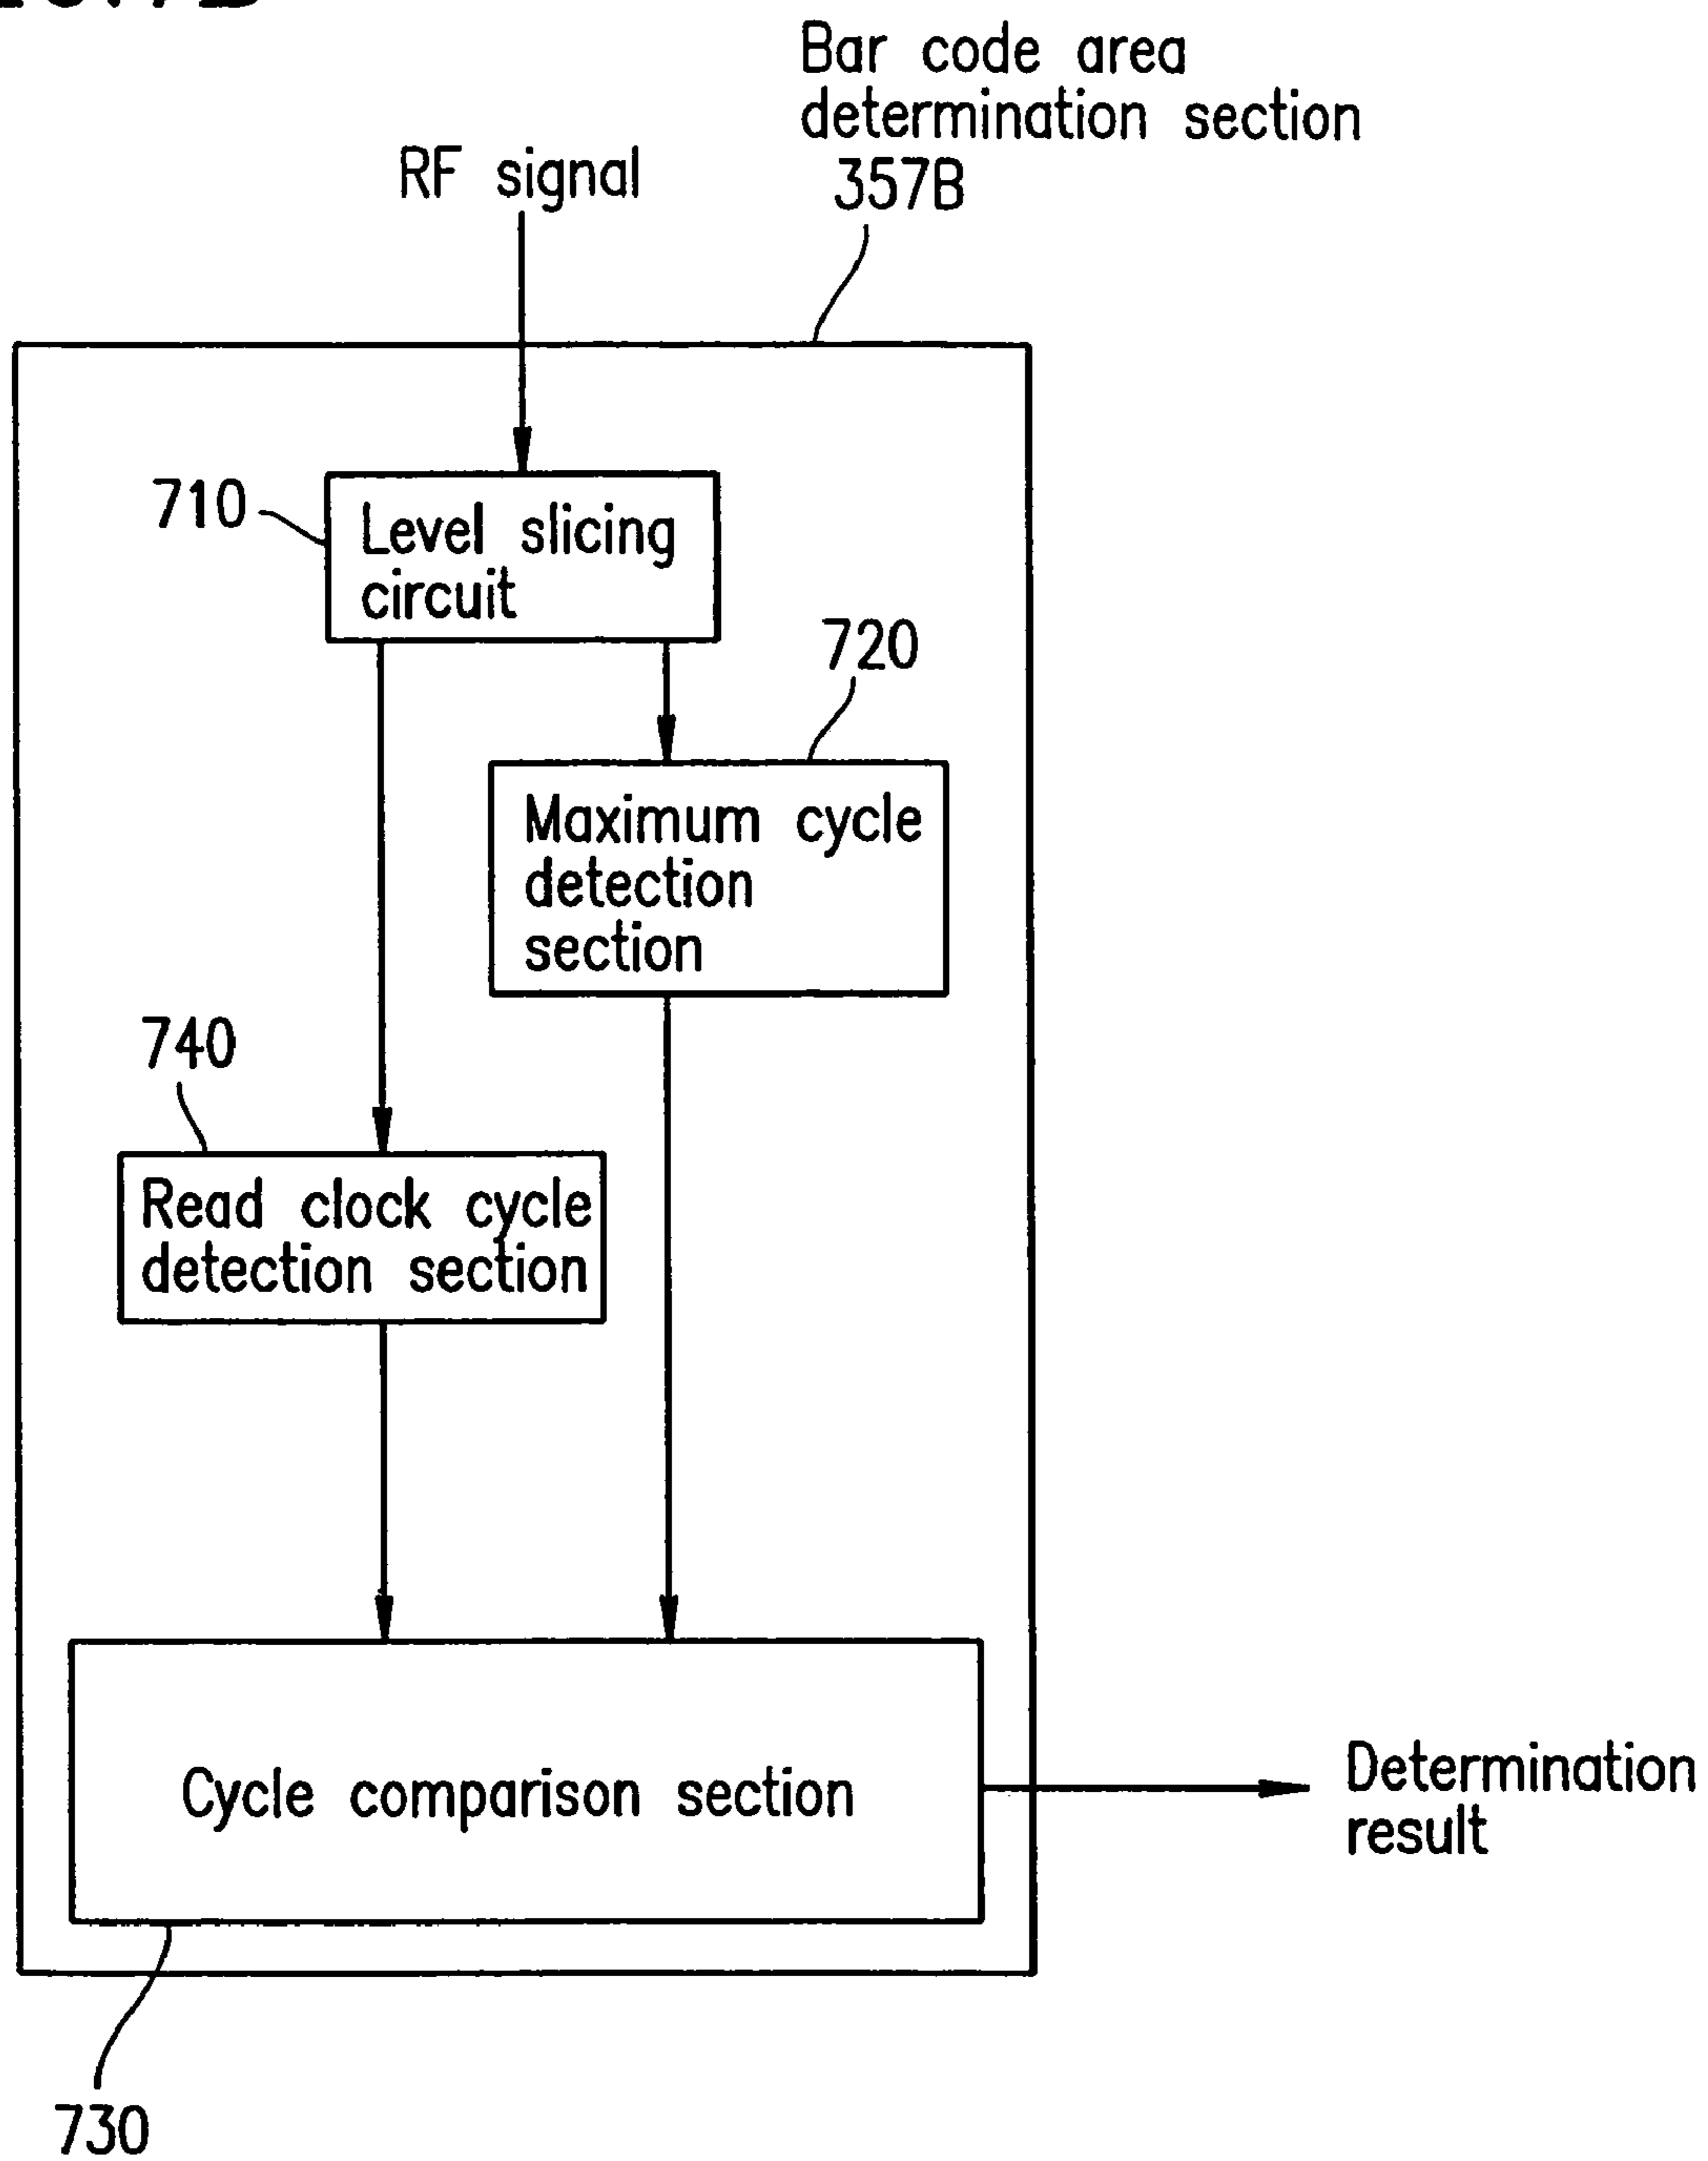 Bar code area
determination section
357B
RF signal
710
Level slicing
circuit
720
Maximum cycle
detection
section
740
Read clock cycle
detection section
Cycle comparison section
Determination
result
730